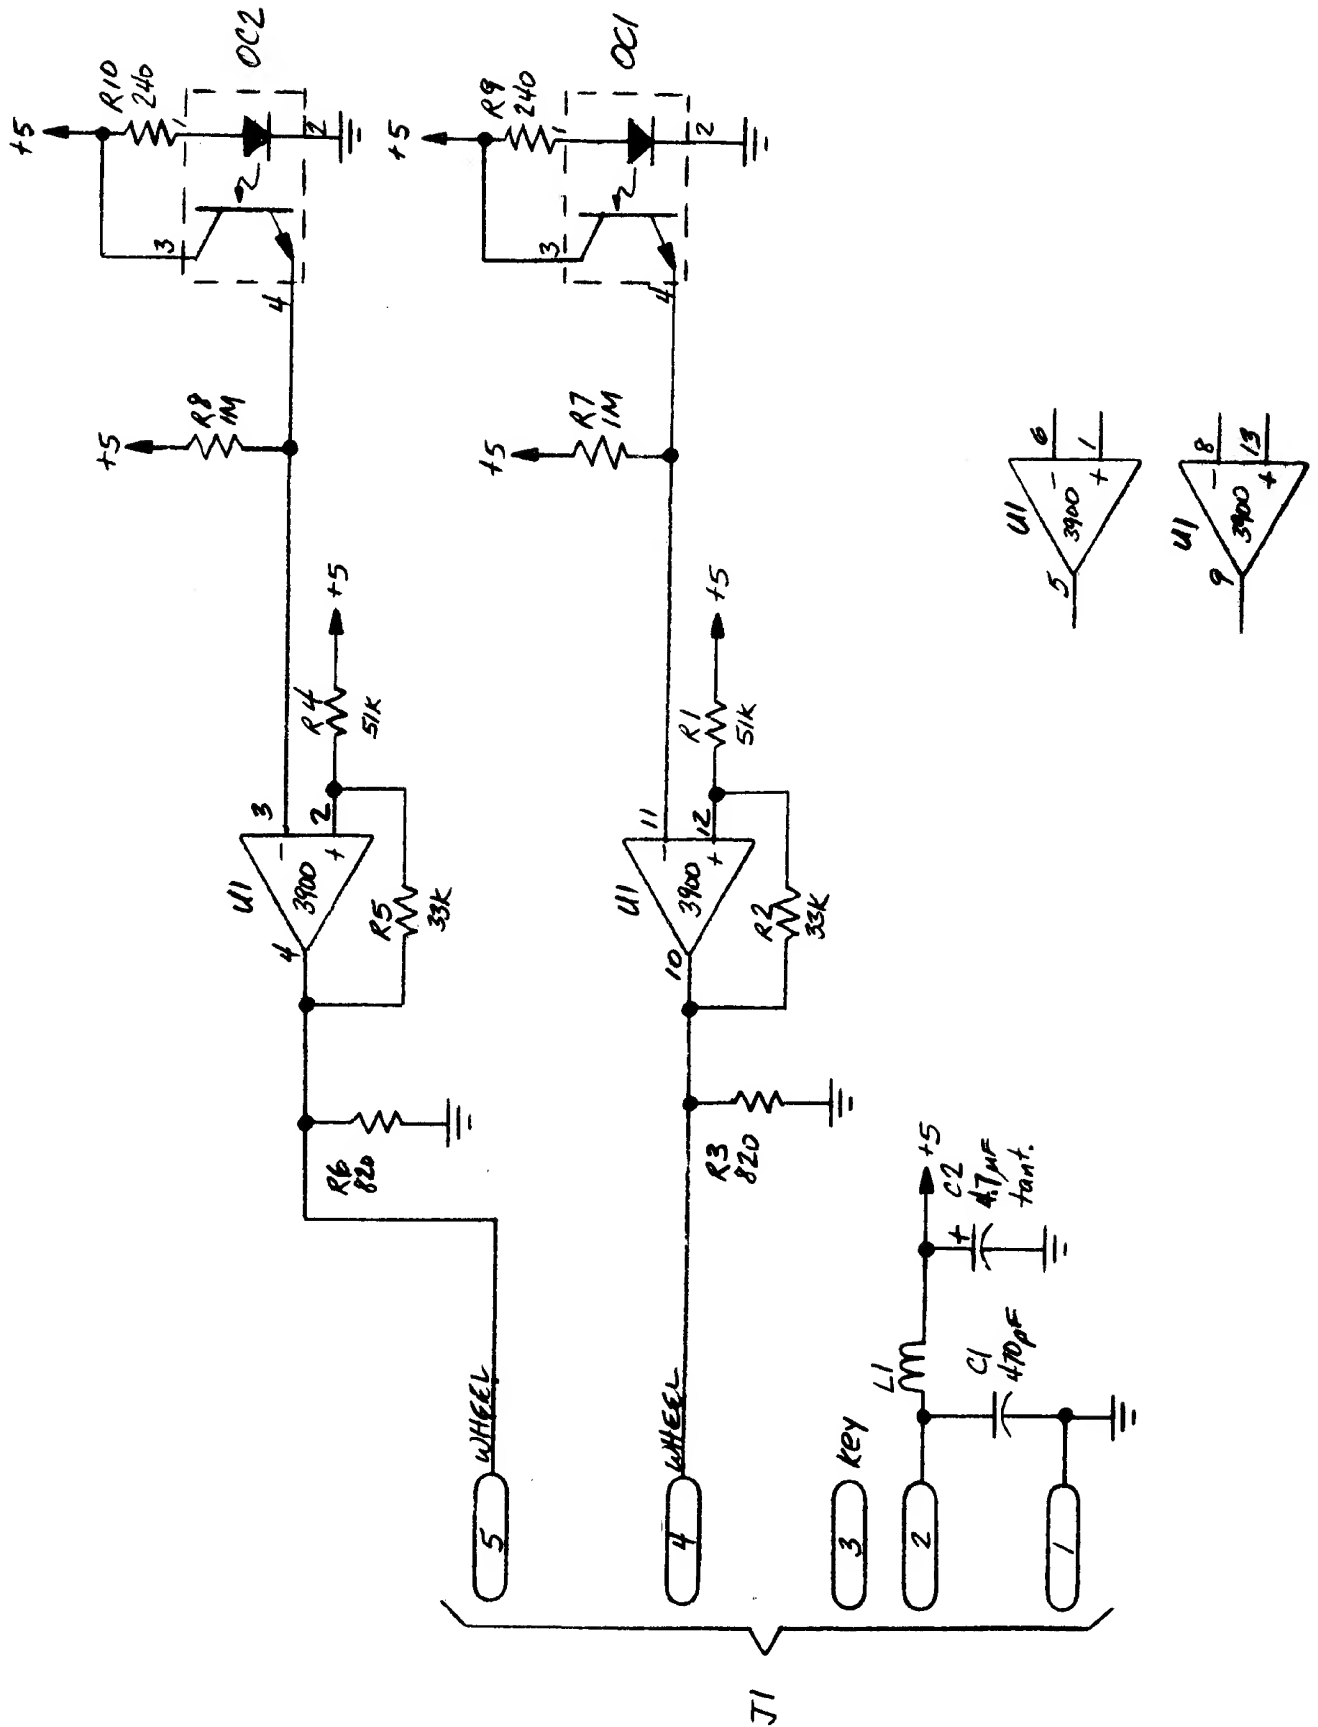 +5
R10
240
1
2
OC2
3
4
+5
R8
1M
3
2
-
+
U1
3900
4
R4
51K
+5
R5
33K
R6
820
WHEEL
5
+5
R9
240
1
2
OC1
3
4
+5
R7
1M
11
12
-
+
U1
3900
10
R1
51K
+5
R2
33K
R3
820
WHEEL
4
3
KEY
2
L1
+5
C1
470pF
+
C2
4.7µF
tant.
1
J1
U1
3900
-
+
6
1
5
U1
3900
-
+
8
13
9